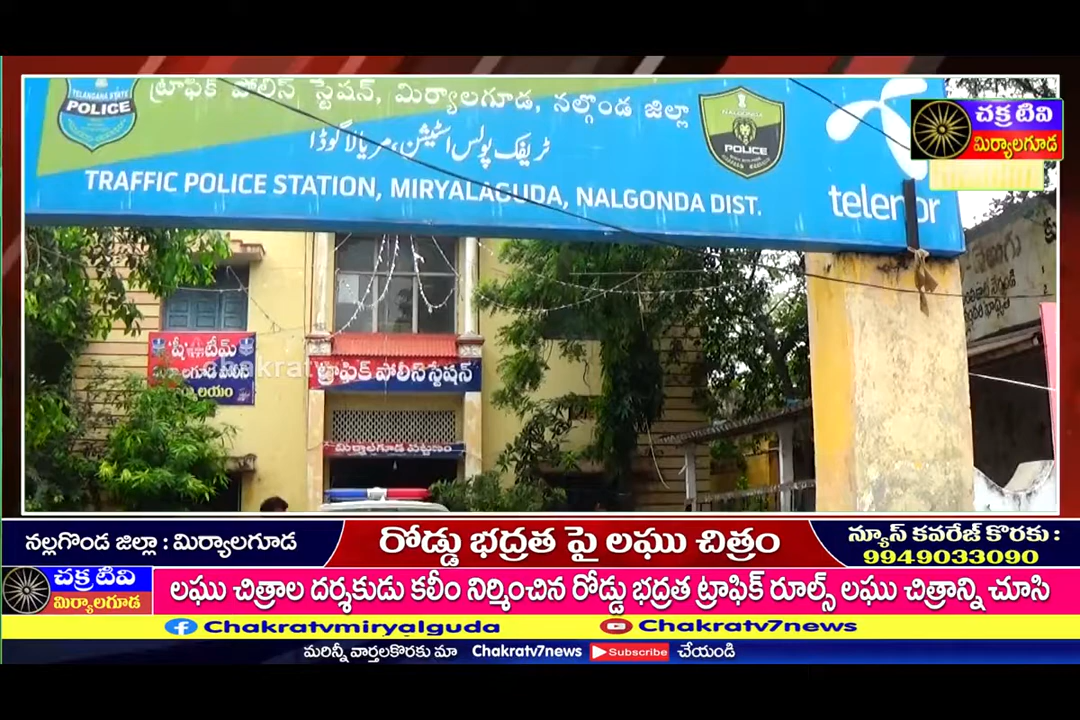 ట్రాఫిక్ పోలీస్ స్టేషన్, మిర్యాలగూడ, నల్గొండ జిల్లా
ٹریفک پولس اسٹیشن، مریالاگوڈا
TRAFFIC POLICE STATION, MIRYALAGUDA, NALGONDA DIST.
TELANGANA STATE
POLICE
NALGONDA
POLICE
telenor
చక్ర టివి
మిర్యాలగూడ
'షీ' టీమ్
chakratv
ట్రాఫిక్ పోలీస్ స్టేషన్
మిర్యాలగూడ పట్టణం
నల్లగొండ జిల్లా : మిర్యాలగూడ
రోడ్డు భద్రత పై లఘు చిత్రం
న్యూస్ కవరేజ్ కొరకు :
9949033090
చక్ర టివి
మిర్యాలగూడ
లఘు చిత్రాల దర్శకుడు కలీం నిర్మించిన రోడ్డు భద్రత ట్రాఫిక్ రూల్స్ లఘు చిత్రాన్ని చూసి
Chakratvmiryalguda
Chakratv7news
మరిన్నీ వార్తలకొరకు మా Chakratv7news Subscribe చేయండి